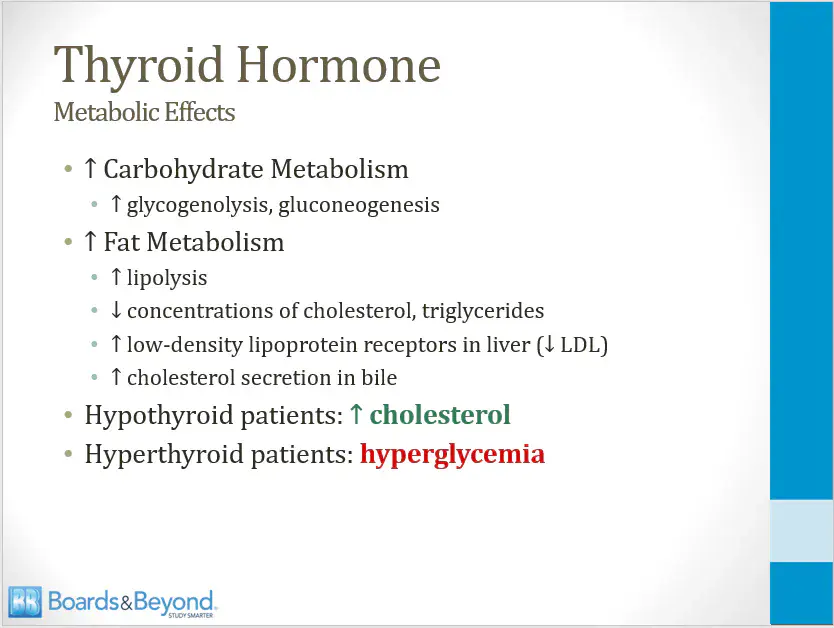 Thyroid Hormone
Metabolic Effects
• ↑ Carbohydrate Metabolism
• ↑ glycogenolysis, gluconeogenesis
• ↑ Fat Metabolism
• ↑ lipolysis
• ↓ concentrations of cholesterol, triglycerides
• ↑ low-density lipoprotein receptors in liver (↓ LDL)
• ↑ cholesterol secretion in bile
• Hypothyroid patients: ↑ cholesterol
• Hyperthyroid patients: hyperglycemia
BB Boards&Beyond.
STUDY SMARTER